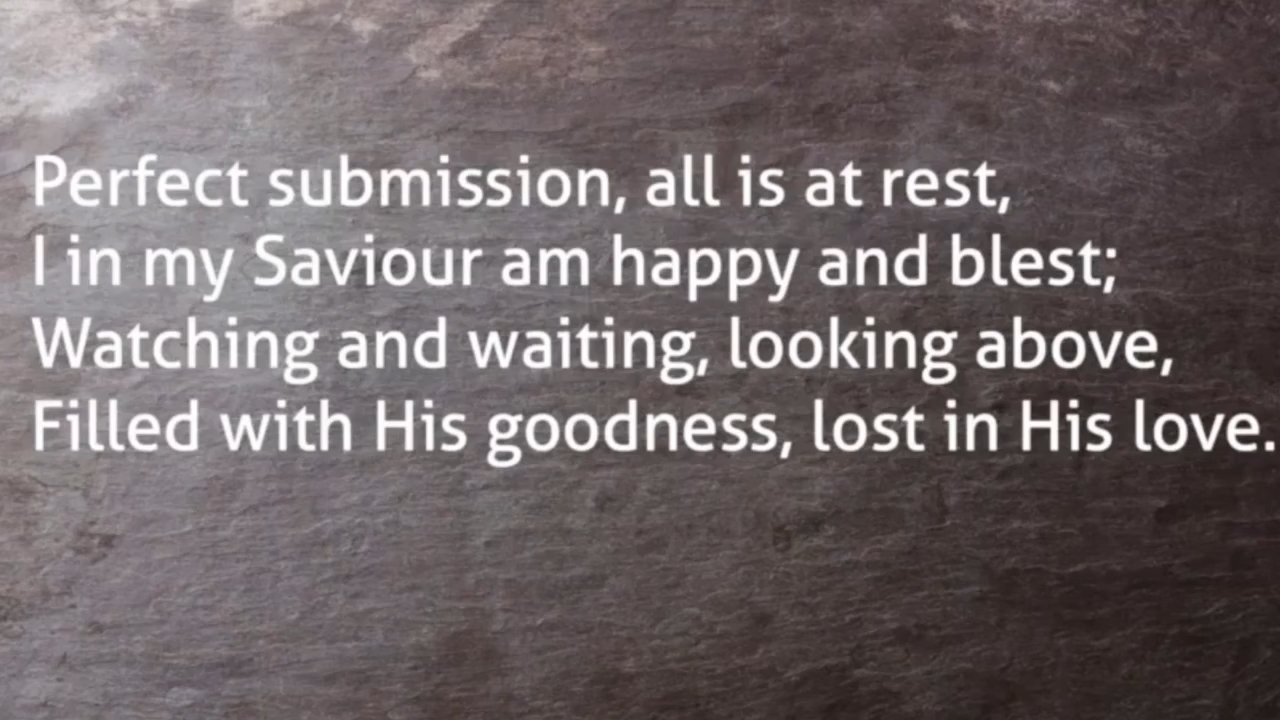 Perfect submission, all is at rest,
I in my Saviour am happy and blest;
Watching and waiting, looking above,
Filled with His goodness, lost in His love.